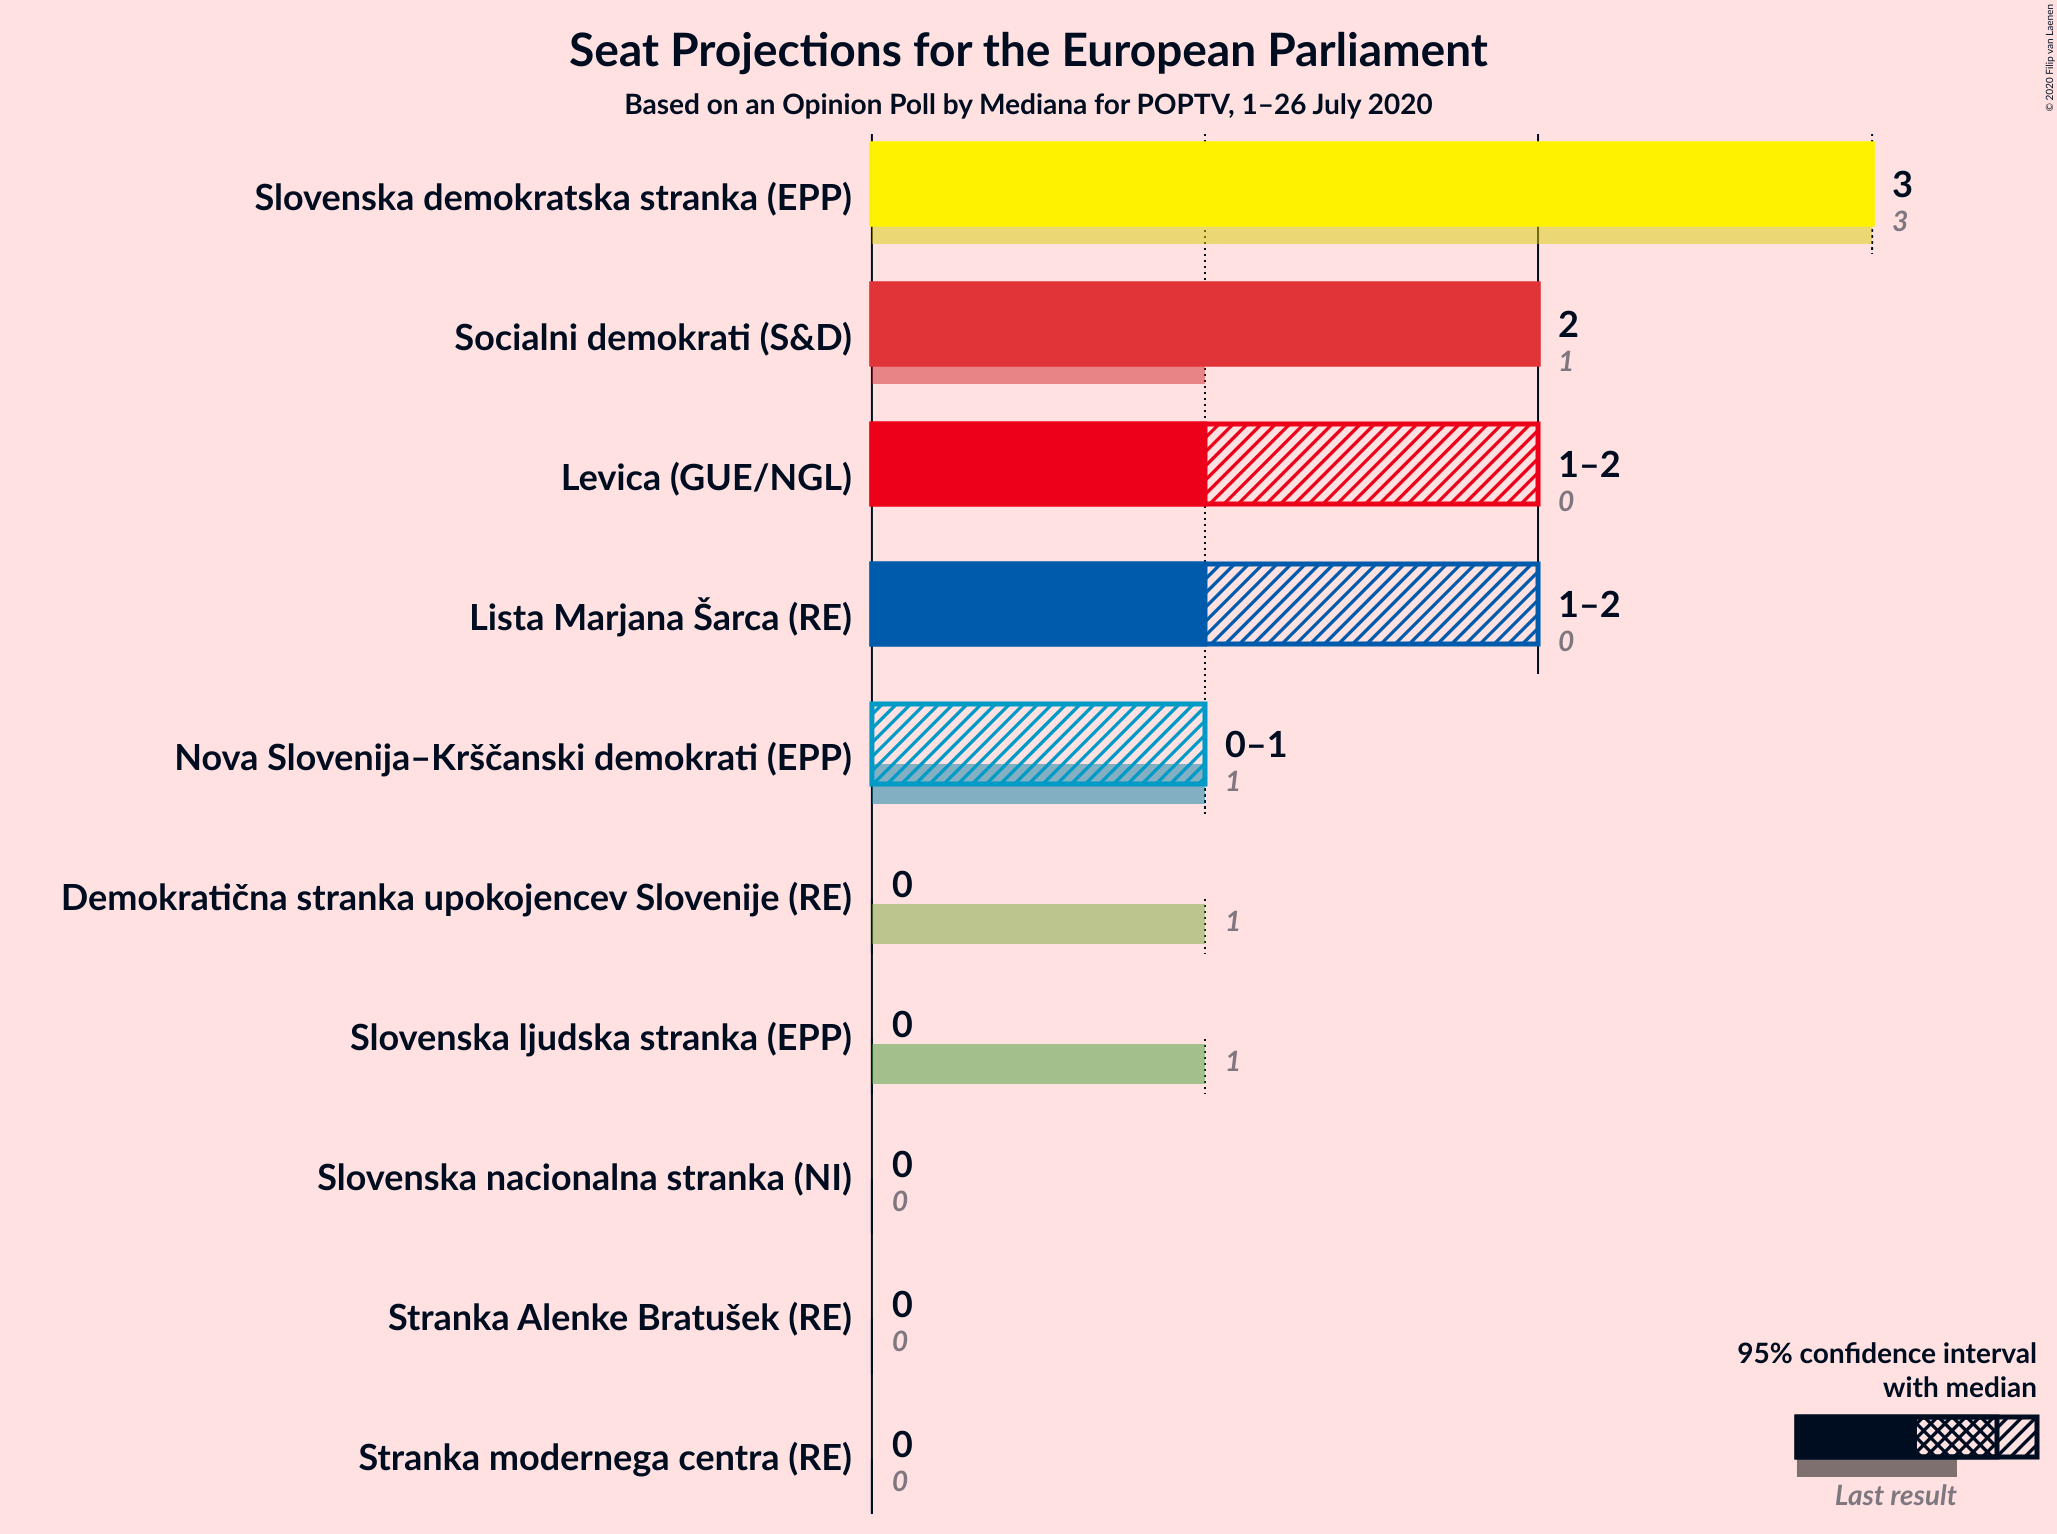 Seat Projections for the European Parliament
Based on an Opinion Poll by Mediana for POPTV, 1–26 July 2020
© 2020 Filip van Laenen
Slovenska demokratska stranka (EPP)
3
3
Socialni demokrati (S&D)
2
1
Levica (GUE/NGL)
1–2
0
Lista Marjana Šarca (RE)
1–2
0
Nova Slovenija–Krščanski demokrati (EPP)
0–1
1
Demokratična stranka upokojencev Slovenije (RE)
0
1
Slovenska ljudska stranka (EPP)
0
1
Slovenska nacionalna stranka (NI)
0
0
Stranka Alenke Bratušek (RE)
0
0
Stranka modernega centra (RE)
0
0
95% confidence interval
with median
Last result